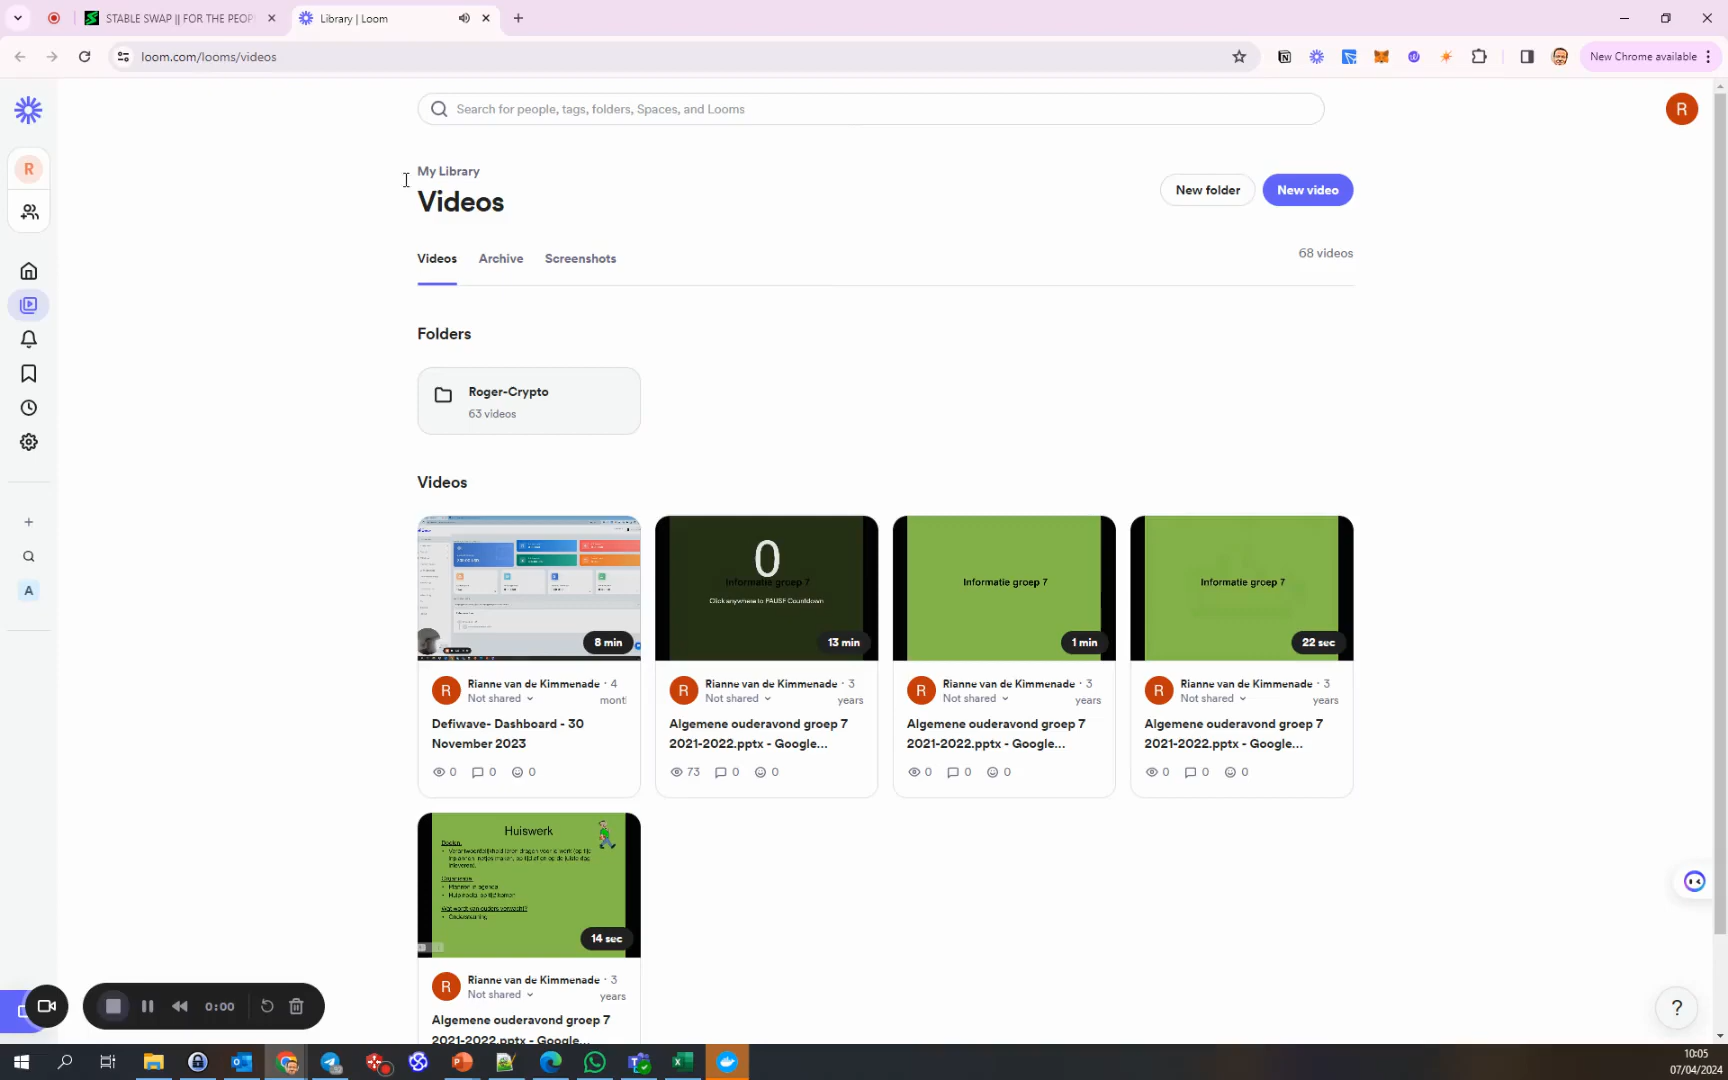 STABLE SWAP || FOR THE PEOP
Library | Loom
loom.com/looms/videos
New Chrome available
Search for people, tags, folders, Spaces, and Looms
R
R
My Library
Videos
New folder
New video
Videos Archive Screenshots
68 videos
Folders
Roger-Crypto
63 videos
Videos
8 min
0
Informatie groep 7
Click anywhere to PAUSE Countdown
13 min
Informatie groep 7
1 min
Informatie groep 7
22 sec
R
Rianne van de Kimmenade · 4
Not shared
mont
Defiwave- Dashboard - 30
November 2023
0 0 0
R
Rianne van de Kimmenade · 3
Not shared
years
Algemene ouderavond groep 7
2021-2022.pptx - Google...
73 0 0
R
Rianne van de Kimmenade · 3
Not shared
years
Algemene ouderavond groep 7
2021-2022.pptx - Google...
0 0 0
R
Rianne van de Kimmenade · 3
Not shared
years
Algemene ouderavond groep 7
2021-2022.pptx - Google...
0 0 0
A
Huiswerk
14 sec
R
Rianne van de Kimmenade · 3
Not shared
years
Algemene ouderavond groep 7
2021-2022.pptx - Google...
0:00
?
10:05
07/04/2024